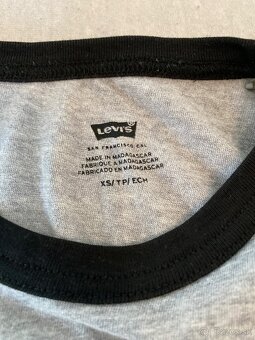 Levi's
SAN FRANCISCO CAL
MADE IN MADAGASCAR
FABRIQUÉ À MADAGASCAR
FABRICADO EN MADAGASCAR
XS/TP/ECH